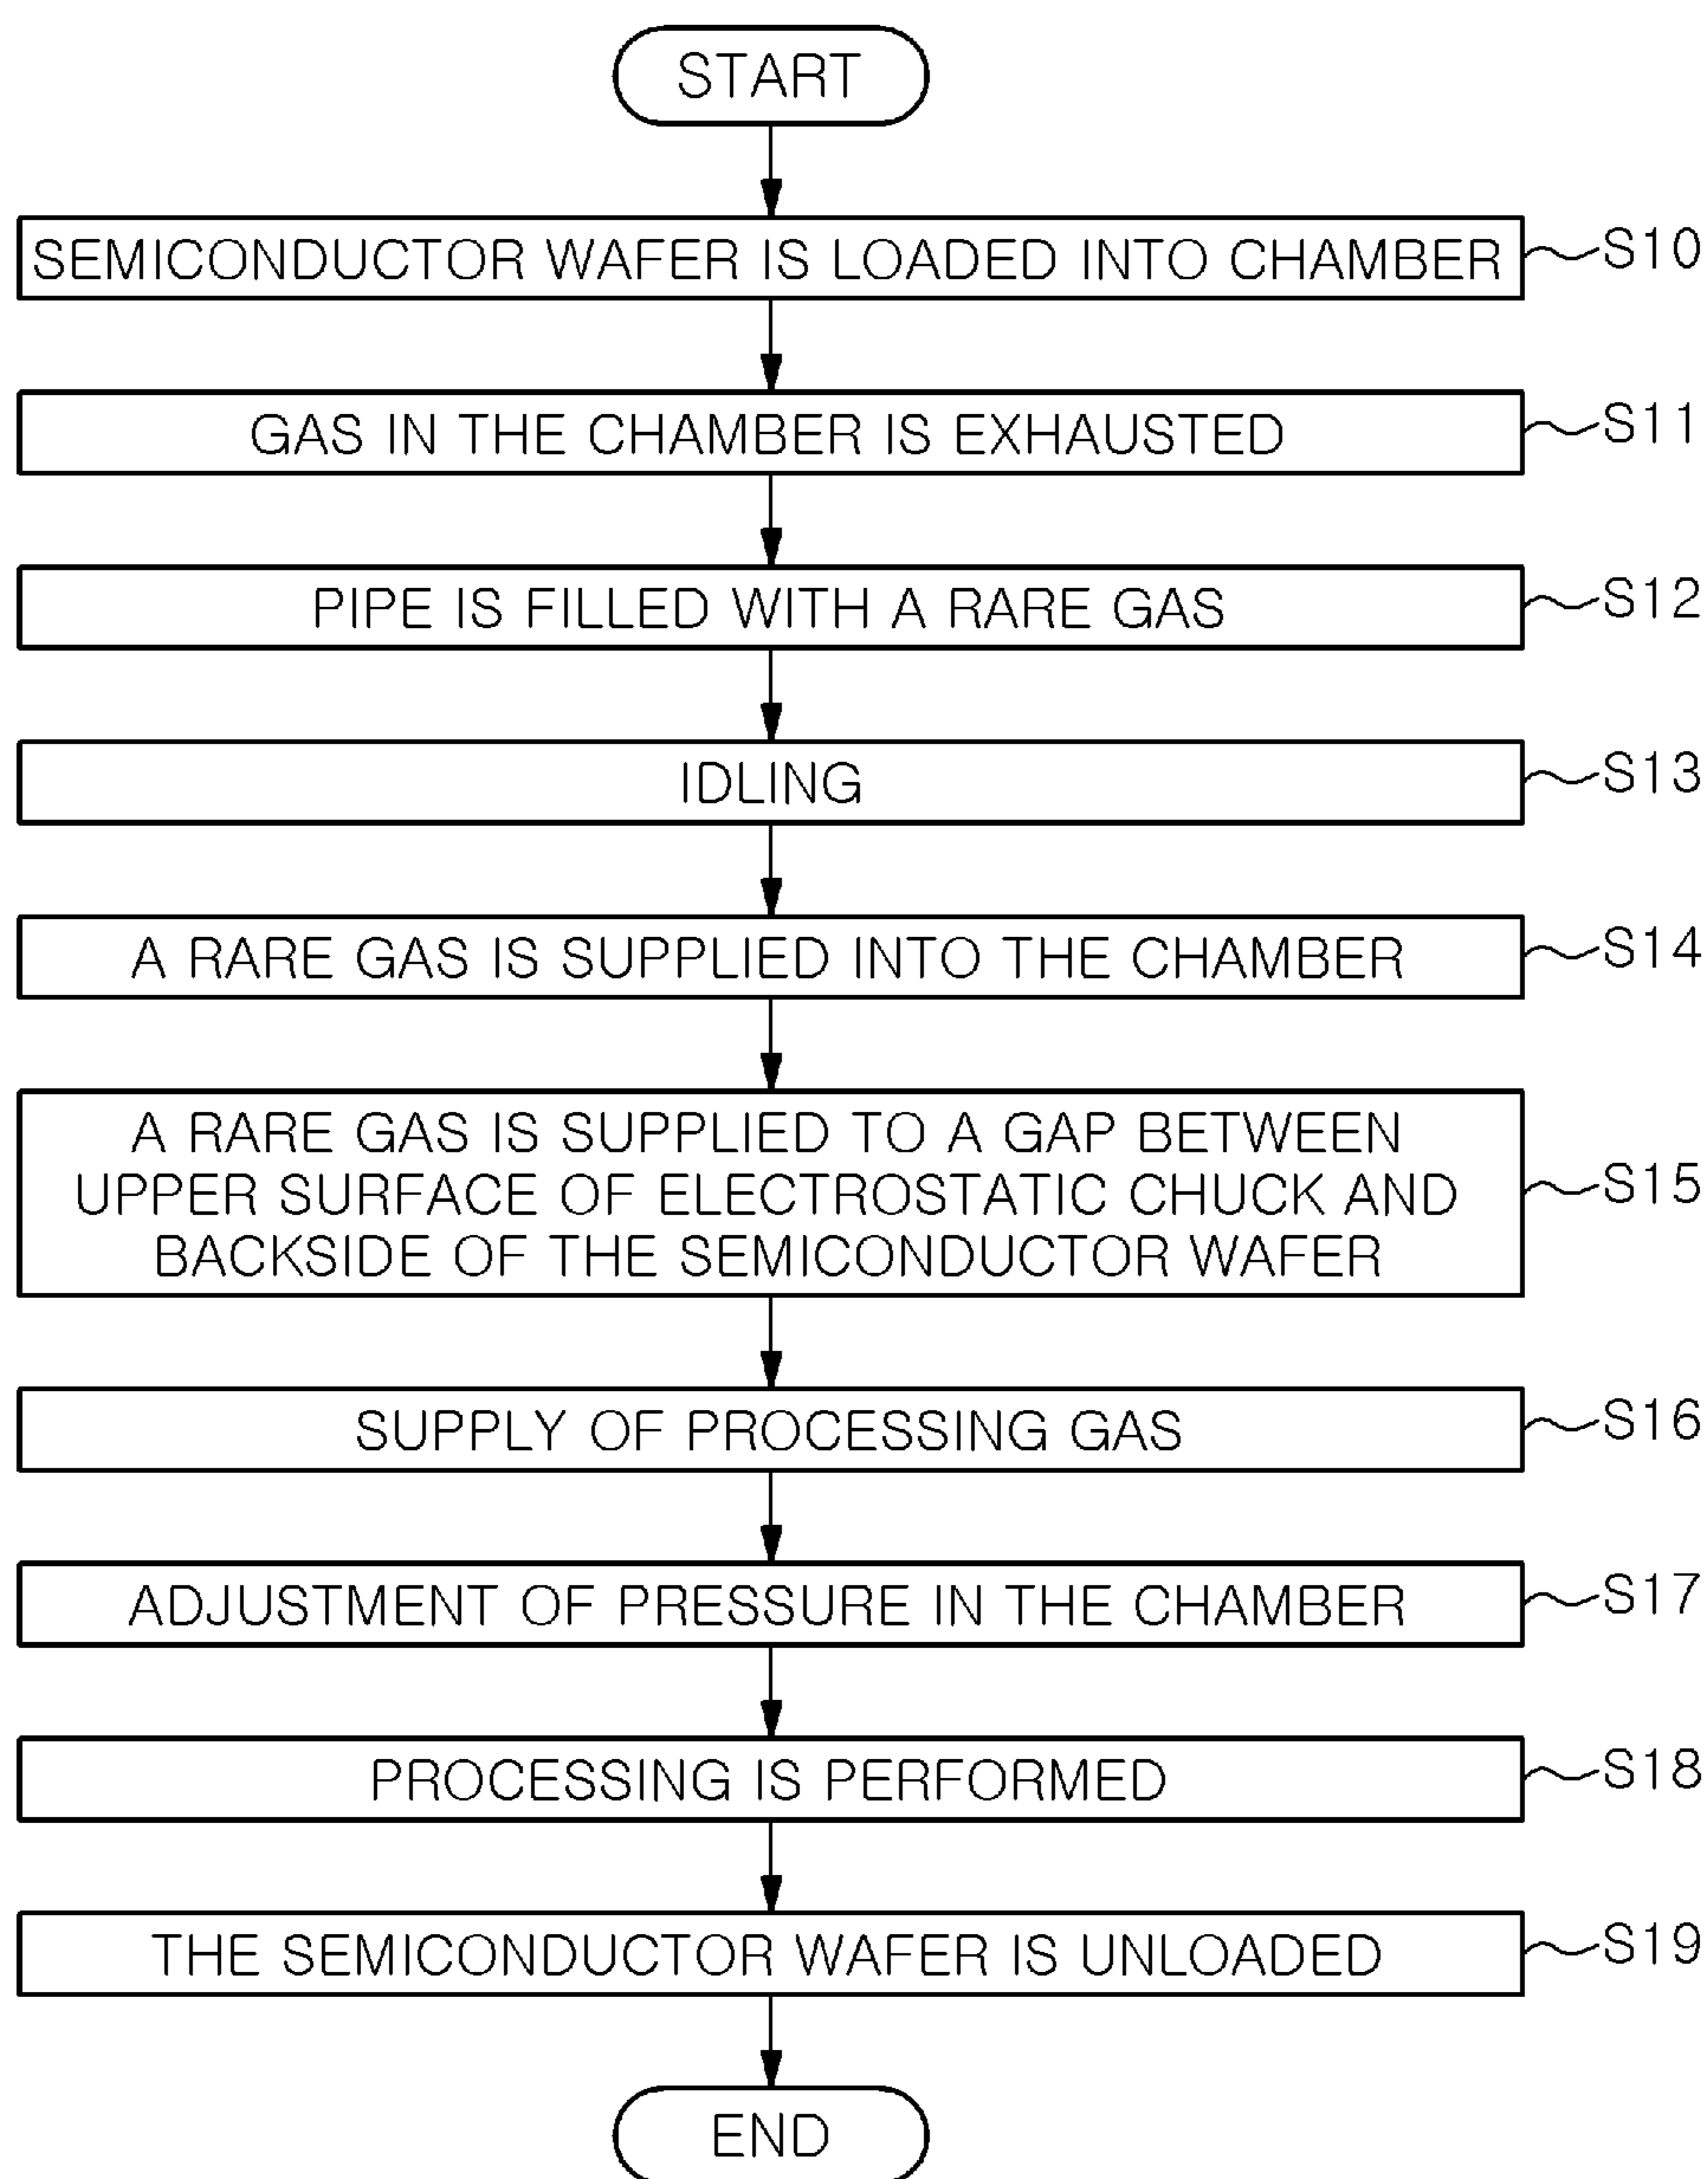 START
SEMICONDUCTOR WAFER IS LOADED INTO CHAMBER
S10
GAS IN THE CHAMBER IS EXHAUSTED
S11
PIPE IS FILLED WITH A RARE GAS
S12
IDLING
S13
A RARE GAS IS SUPPLIED INTO THE CHAMBER
S14
A RARE GAS IS SUPPLIED TO A GAP BETWEEN
UPPER SURFACE OF ELECTROSTATIC CHUCK AND
BACKSIDE OF THE SEMICONDUCTOR WAFER
S15
SUPPLY OF PROCESSING GAS
S16
ADJUSTMENT OF PRESSURE IN THE CHAMBER
S17
PROCESSING IS PERFORMED
S18
THE SEMICONDUCTOR WAFER IS UNLOADED
S19
END